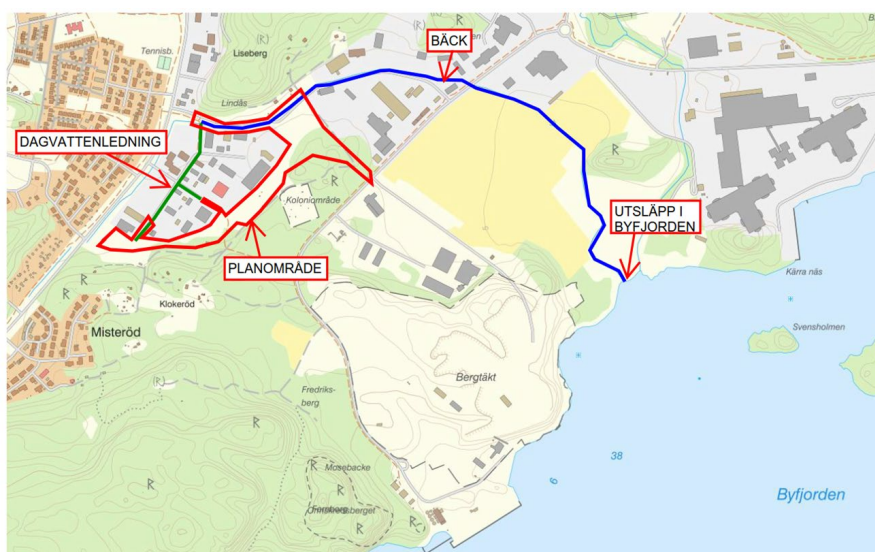 BÄCK
Tennisb.
Liseberg
Lindås
DAGVATTENLEDNING
R
(R)
R
Koloniområde
R
R
UTSLÄPP I
BYFJORDEN
PLANOMRÅDE
R
R
R
Klokeröd
Misteröd
Kärra näs
Svensholmen
(R)
Bergtäkt
Fredriks-
berg
R
R
Mosebacke
R
R
R
38
6
Byfjorden